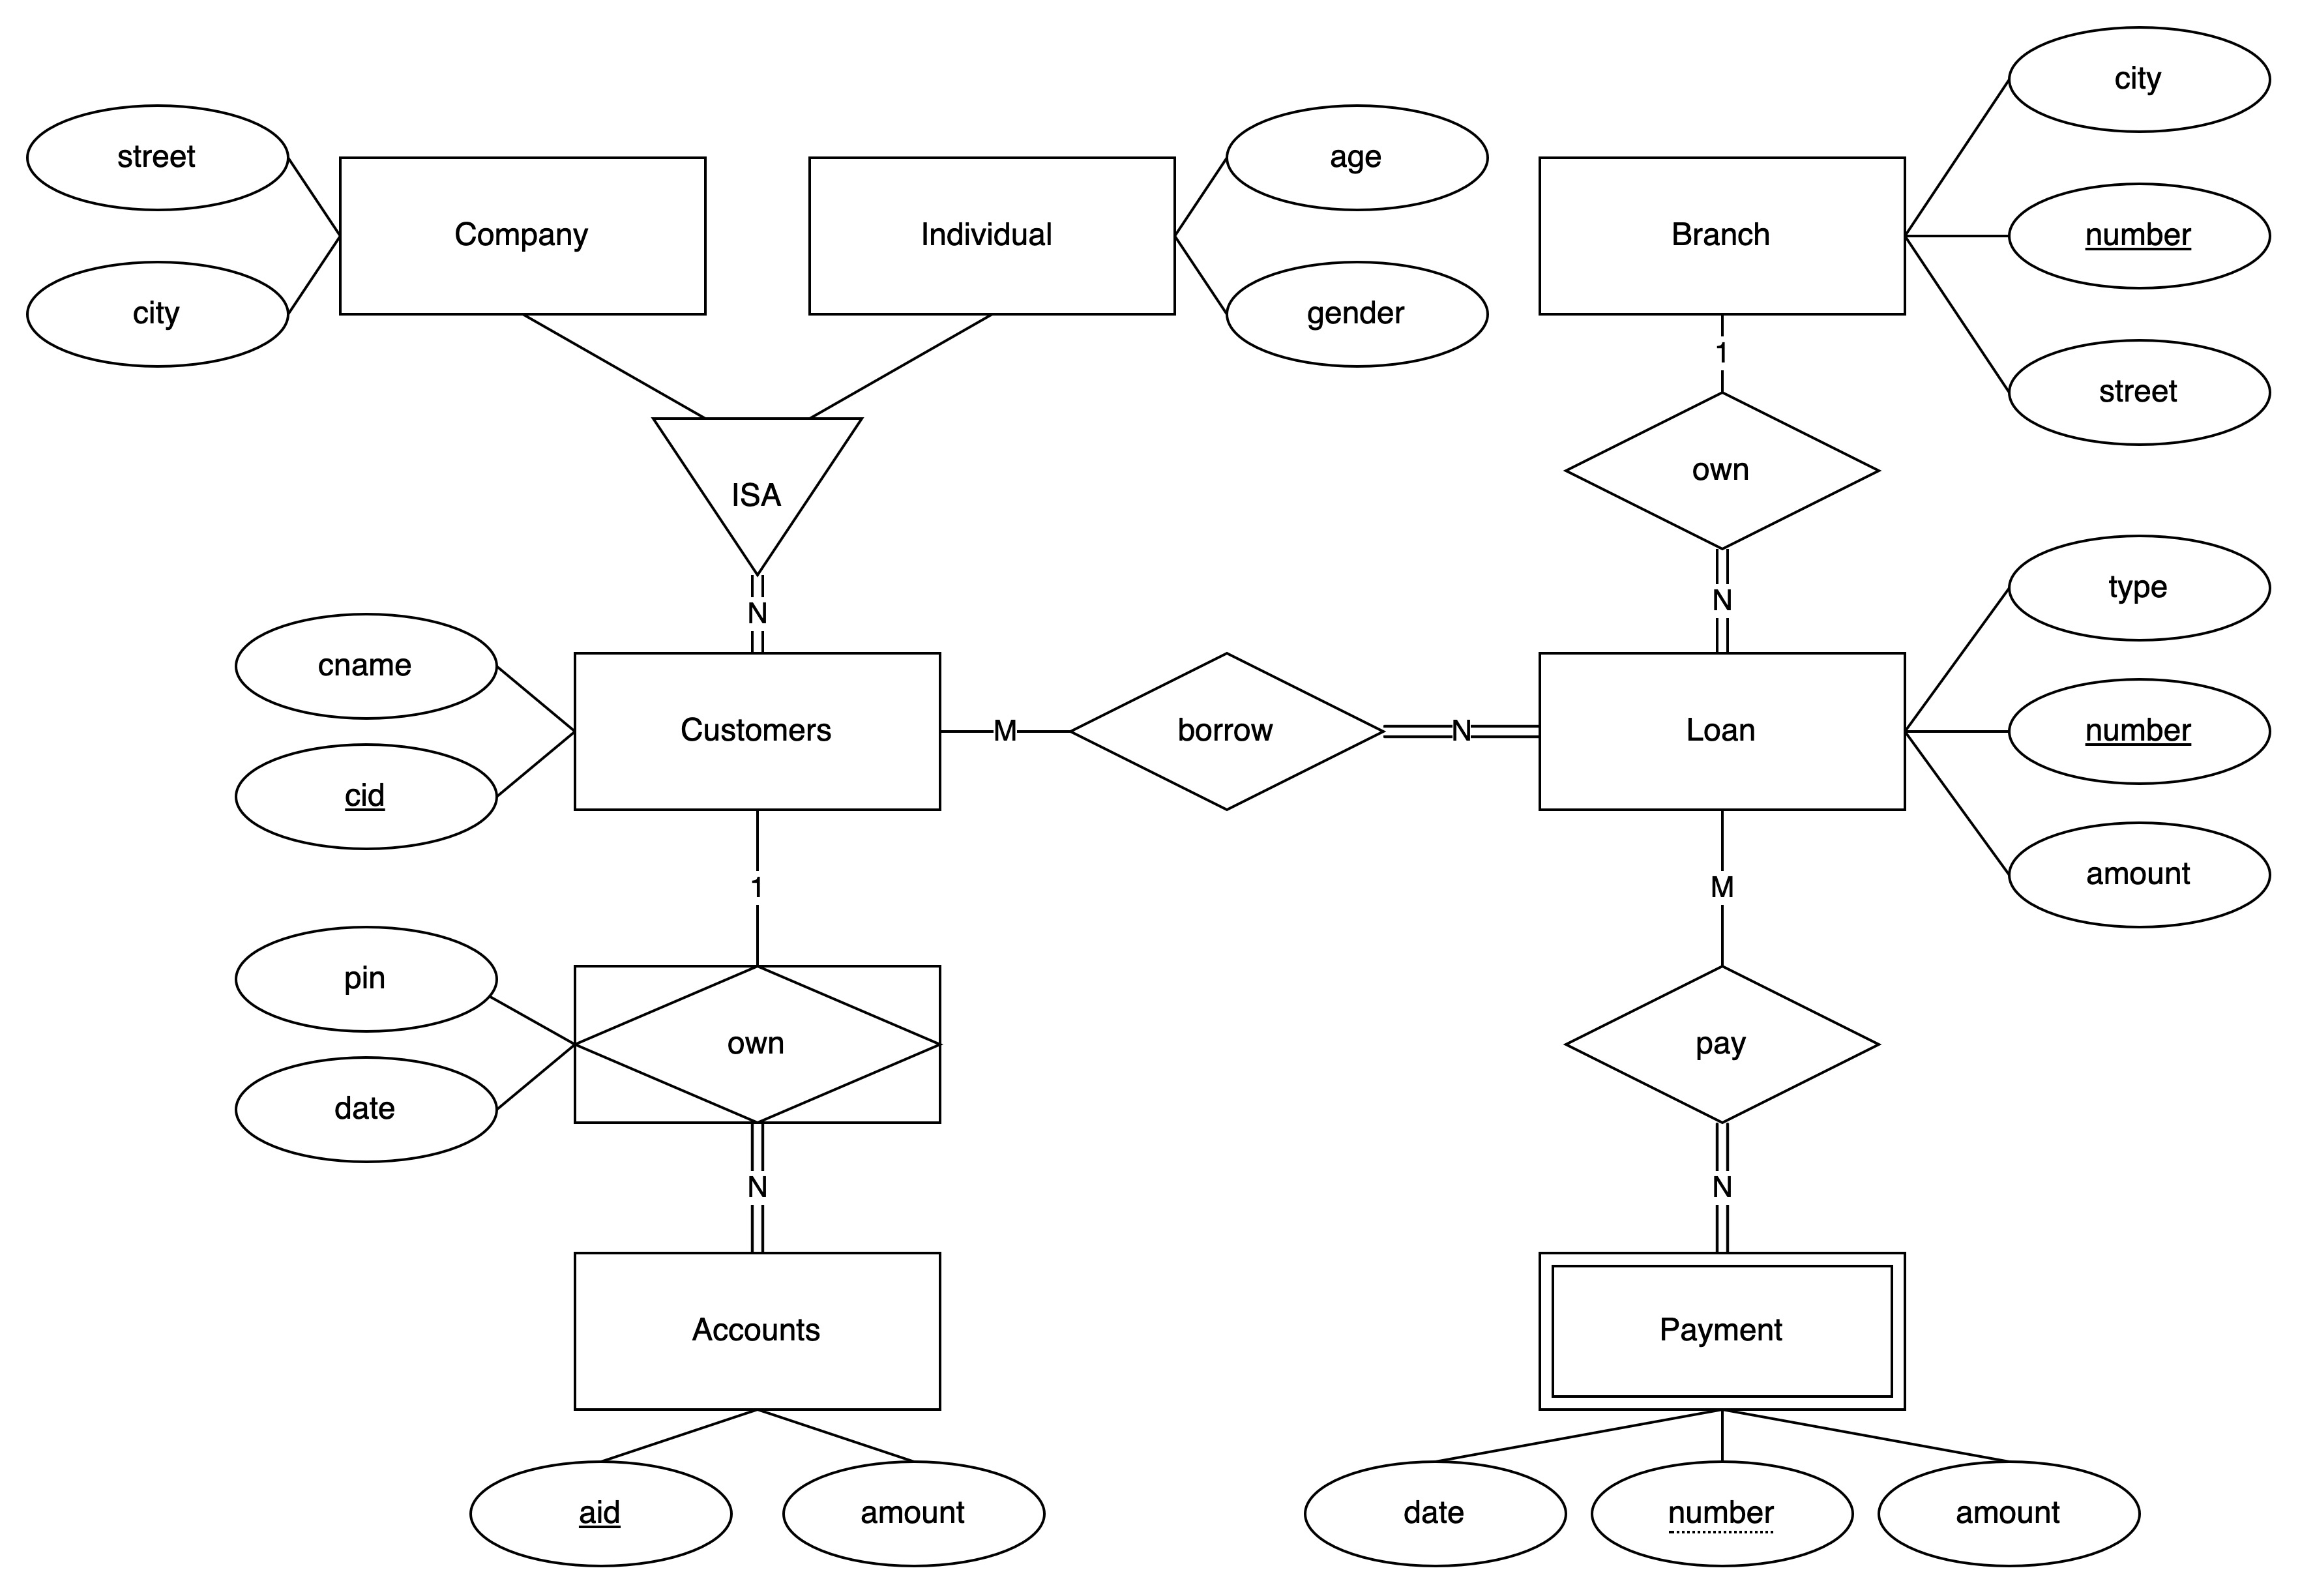 city
street
age
Company
Individual
Branch
number
city
gender
1
street
own
ISA
type
N
N
cname
Customers
M
borrow
N
Loan
number
cid
amount
1
M
pin
own
pay
date
N
N
Accounts
Payment
aid
amount
date
number
amount